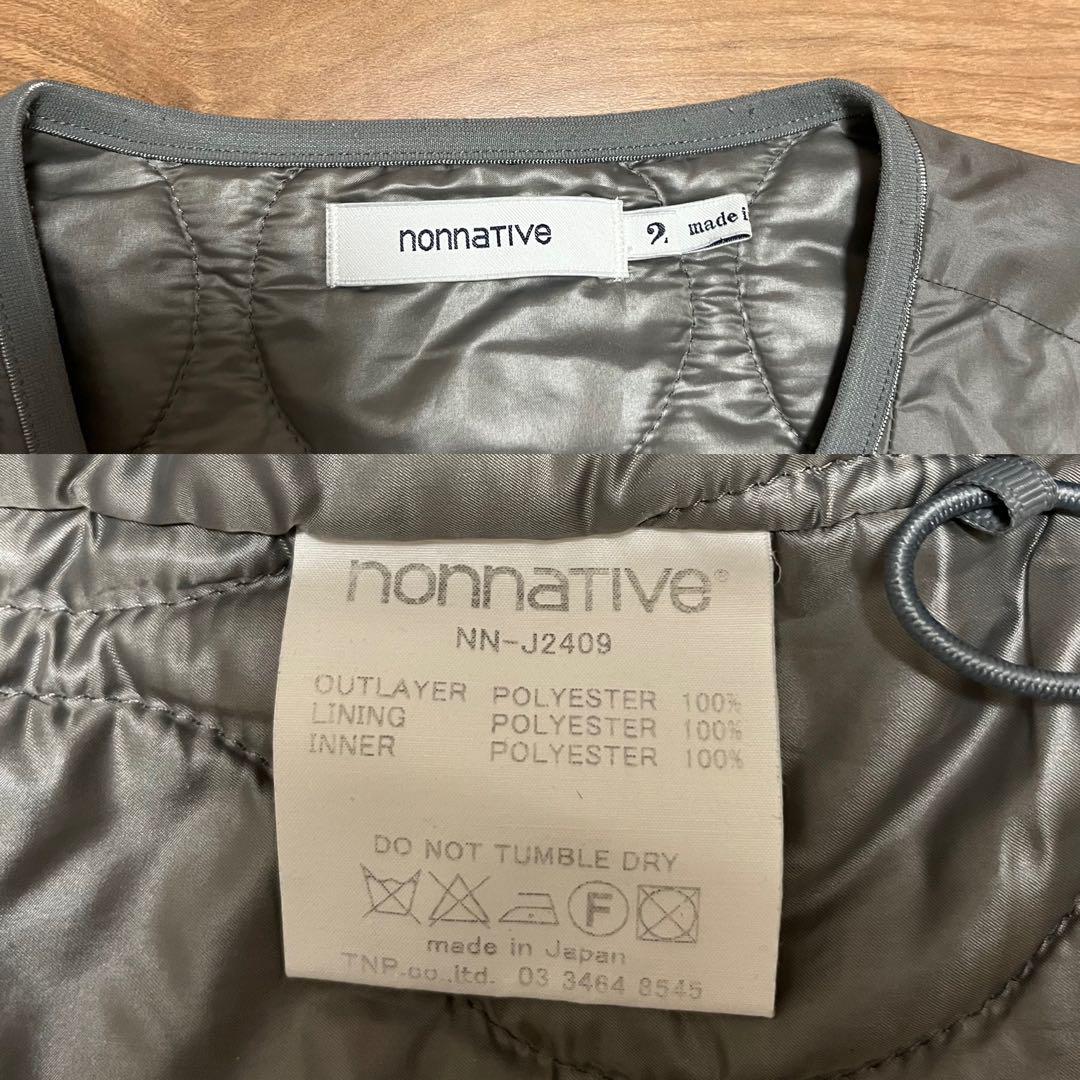 nonnaTIVe
2 made i
nonnaTIVe®
NN-J2409
OUTLAYER POLYESTER 100%
LINING POLYESTER 100%
INNER POLYESTER 100%
DO NOT TUMBLE DRY
F
made in Japan
TNP.co.,ltd. 03 3464 8545